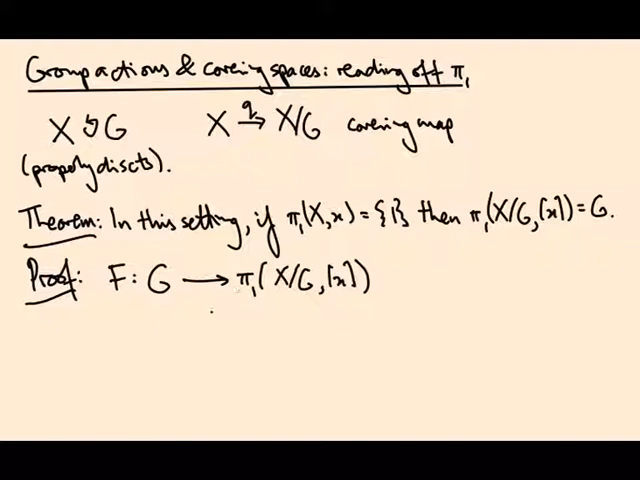 Group actions & covering spaces: reading off π₁
X ↻ G X →^q X/G covering map
(properly discts).
Theorem: In this setting, if π₁(X,x) = {1} then π₁(X/G,[x]) = G.
Proof: F: G ⟶ π₁(X/G,[x])